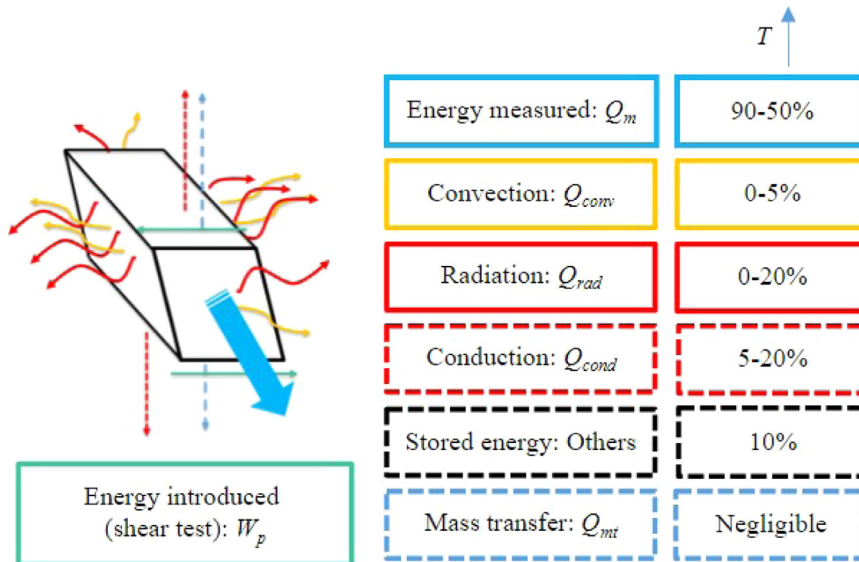 T
Energy measured: Qm
90-50%
Convection: Qconv
0-5%
Radiation: Qrad
0-20%
Conduction: Qcond
5-20%
Stored energy: Others
10%
Energy introduced
(shear test): Wp
Mass transfer: Qmt
Negligible